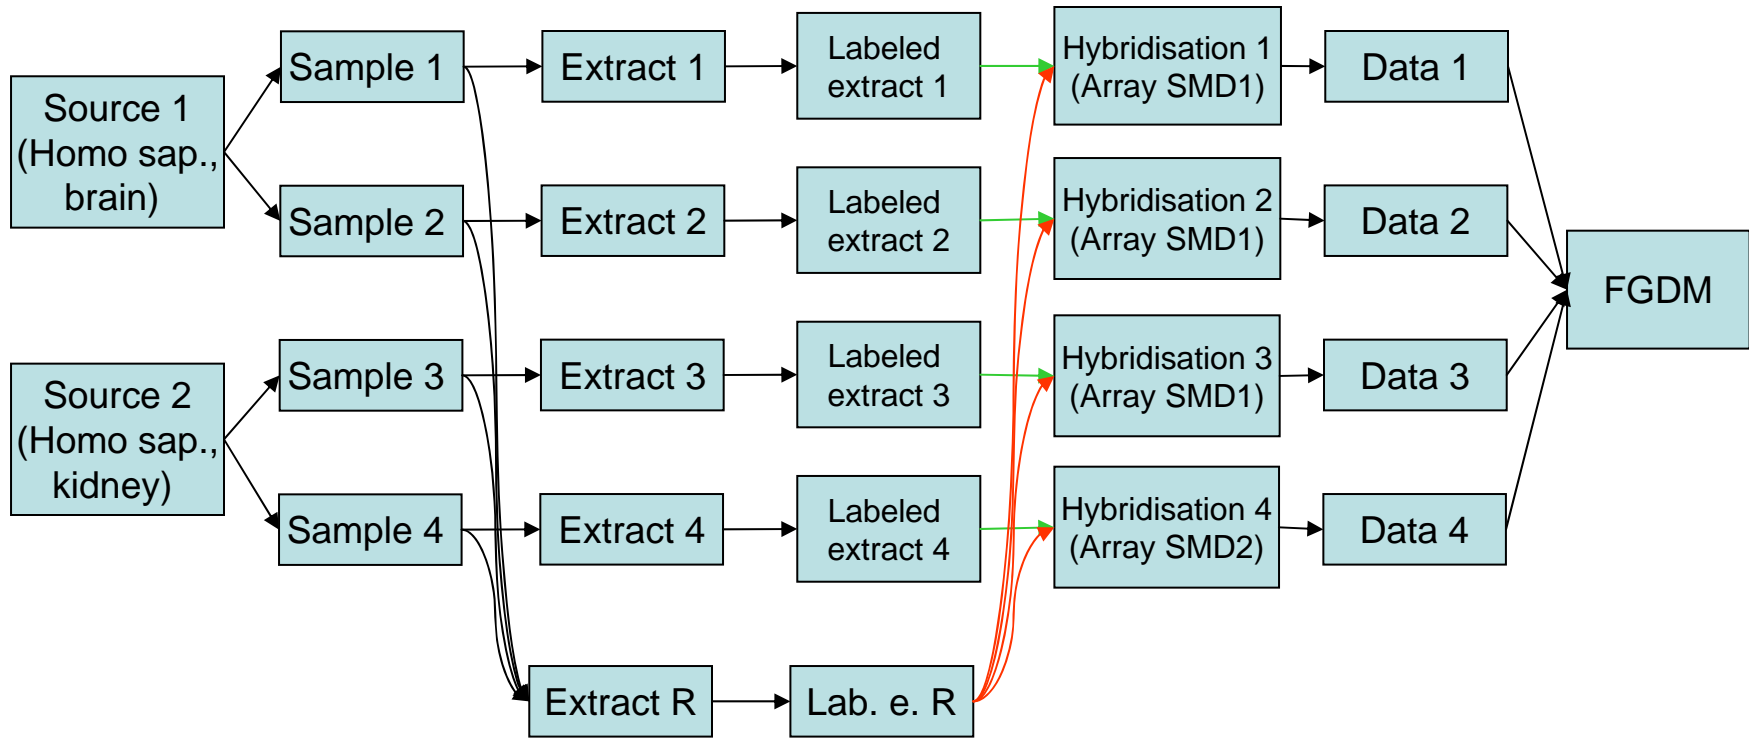 Source 1
(Homo sap.,
brain)
Sample 1
Extract 1
Labeled
extract 1
Hybridisation 1
(Array SMD1)
Data 1
Sample 2
Extract 2
Labeled
extract 2
Hybridisation 2
(Array SMD1)
Data 2
FGDM
Source 2
(Homo sap.,
kidney)
Sample 3
Extract 3
Labeled
extract 3
Hybridisation 3
(Array SMD1)
Data 3
Sample 4
Extract 4
Labeled
extract 4
Hybridisation 4
(Array SMD2)
Data 4
Extract R
Lab. e. R